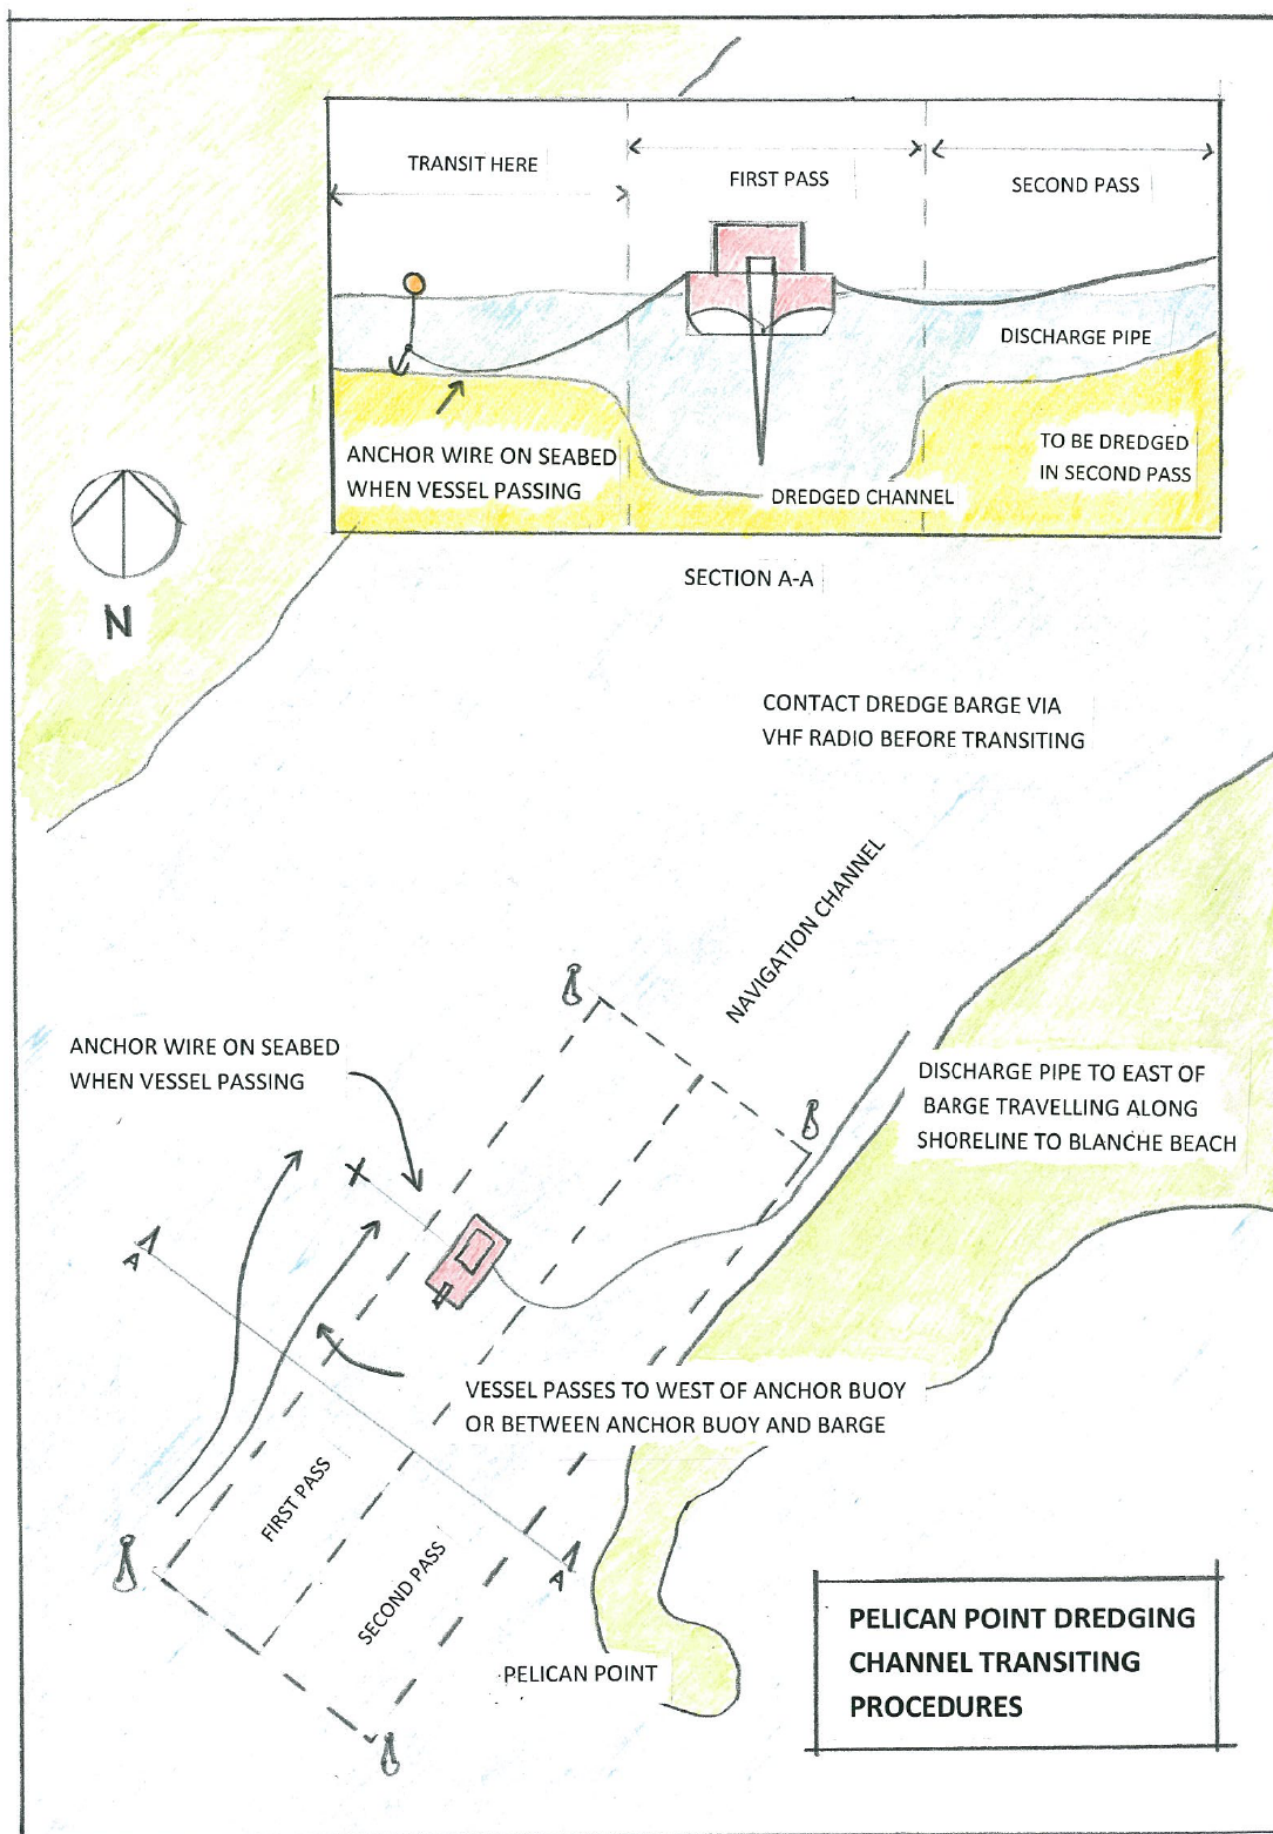 TRANSIT HERE
FIRST PASS
SECOND PASS
DISCHARGE PIPE
ANCHOR WIRE ON SEABED
WHEN VESSEL PASSING
TO BE DREDGED
IN SECOND PASS
DREDGED CHANNEL
SECTION A-A
N
CONTACT DREDGE BARGE VIA
VHF RADIO BEFORE TRANSITING
NAVIGATION CHANNEL
ANCHOR WIRE ON SEABED
WHEN VESSEL PASSING
DISCHARGE PIPE TO EAST OF
BARGE TRAVELLING ALONG
SHORELINE TO BLANCHE BEACH
A
VESSEL PASSES TO WEST OF ANCHOR BUOY
OR BETWEEN ANCHOR BUOY AND BARGE
FIRST PASS
SECOND PASS
A
PELICAN POINT
PELICAN POINT DREDGING
CHANNEL TRANSITING
PROCEDURES